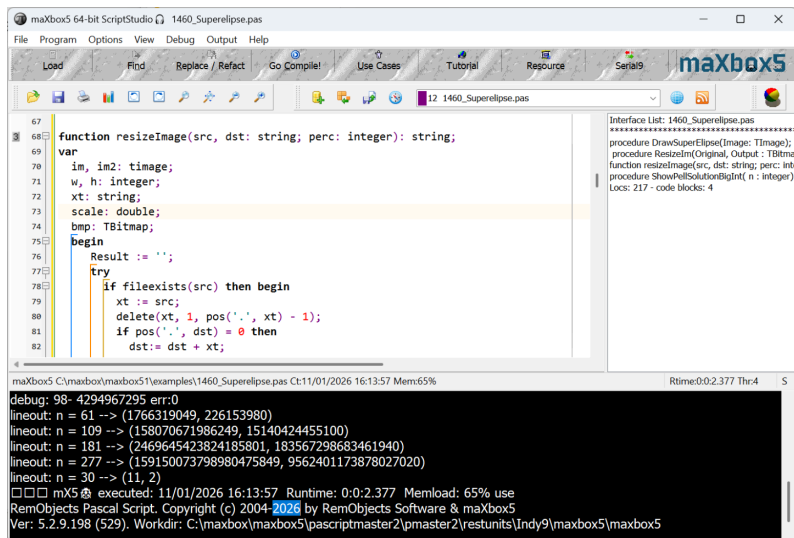 maXbox5 64-bit ScriptStudio 1460_Superelipse.pas
File Program Options View Debug Output Help
Load Find Replace / Refact Go Compile! Use Cases Tutorial Resource Serial9 maXbox5
12 1460_Superelipse.pas
67
3 68 function resizeImage(src, dst: string; perc: integer): string;
69 var
70 im, im2: timage;
71 w, h: integer;
72 xt: string;
73 scale: double;
74 bmp: TBitmap;
75 begin
76 Result := '';
77 try
78 if fileexists(src) then begin
79 xt := src;
80 delete(xt, 1, pos('.', xt) - 1);
81 if pos('.', dst) = 0 then
82 dst:= dst + xt;
Interface List: 1460_Superelipse.pas
******************************************
procedure DrawSuperElipse(Image: TImage);
procedure ResizeIm(Original, Output : TBitma
function resizeImage(src, dst: string; perc: inte
procedure ShowPellSolutionBigInt( n : integer)
Locs: 217 - code blocks: 4
maXbox5 C:\maxbox\maxbox51\examples\1460_Superelipse.pas Ct:11/01/2026 16:13:57 Mem:65% Rtime:0:0:2.377 Thr:4 S
debug: 98- 4294967295 err:0
lineout: n = 61 --> (1766319049, 226153980)
lineout: n = 109 --> (158070671986249, 15140424455100)
lineout: n = 181 --> (2469645423824185801, 183567298683461940)
lineout: n = 277 --> (159150073798980475849, 9562401173878027020)
lineout: n = 30 --> (11, 2)
mX5 executed: 11/01/2026 16:13:57 Runtime: 0:0:2.377 Memload: 65% use
RemObjects Pascal Script. Copyright (c) 2004-2026 by RemObjects Software & maXbox5
Ver: 5.2.9.198 (529). Workdir: C:\maxbox\maxbox5\pascriptmaster2\pmaster2\restunits\Indy9\maxbox5\maxbox5